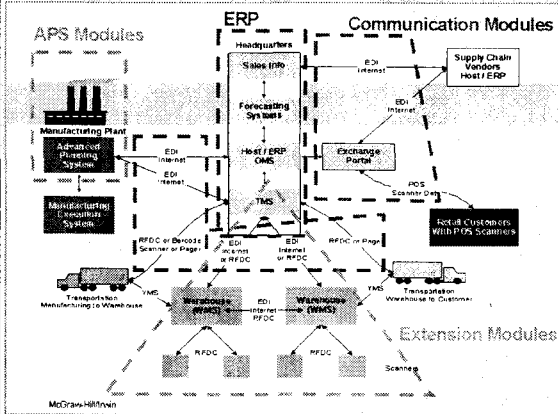 ERP
Communication Modules
APS Modules
Headquarters
Sales Info
EDI
Internet
Supply Chain
Vendors
Host / ERP
Forecasting
Systems
EDI
Internet
Manufacturing Plant
Advanced
Planning
System
EDI
Internet
Host / ERP
OMS
Exchange
Portal
EDI
Internet
POS
Scanner Data
Manufacturing
Execution
System
TMS
Retail Customers
With POS Scanners
RFDC or Barcode
Scanner or Pager
EDI
Internet
or RFDC
EDI
Internet
or RFDC
RFDC or Pager
Transportation
Manufacturing to Warehouse
YMS
Warehouse
(WMS)
EDI
Internet
RFDC
Warehouse
(WMS)
YMS
Transportation
Warehouse to Customer
Extension Modules
RFDC
RFDC
Scanners
McGraw-Hill/Irwin